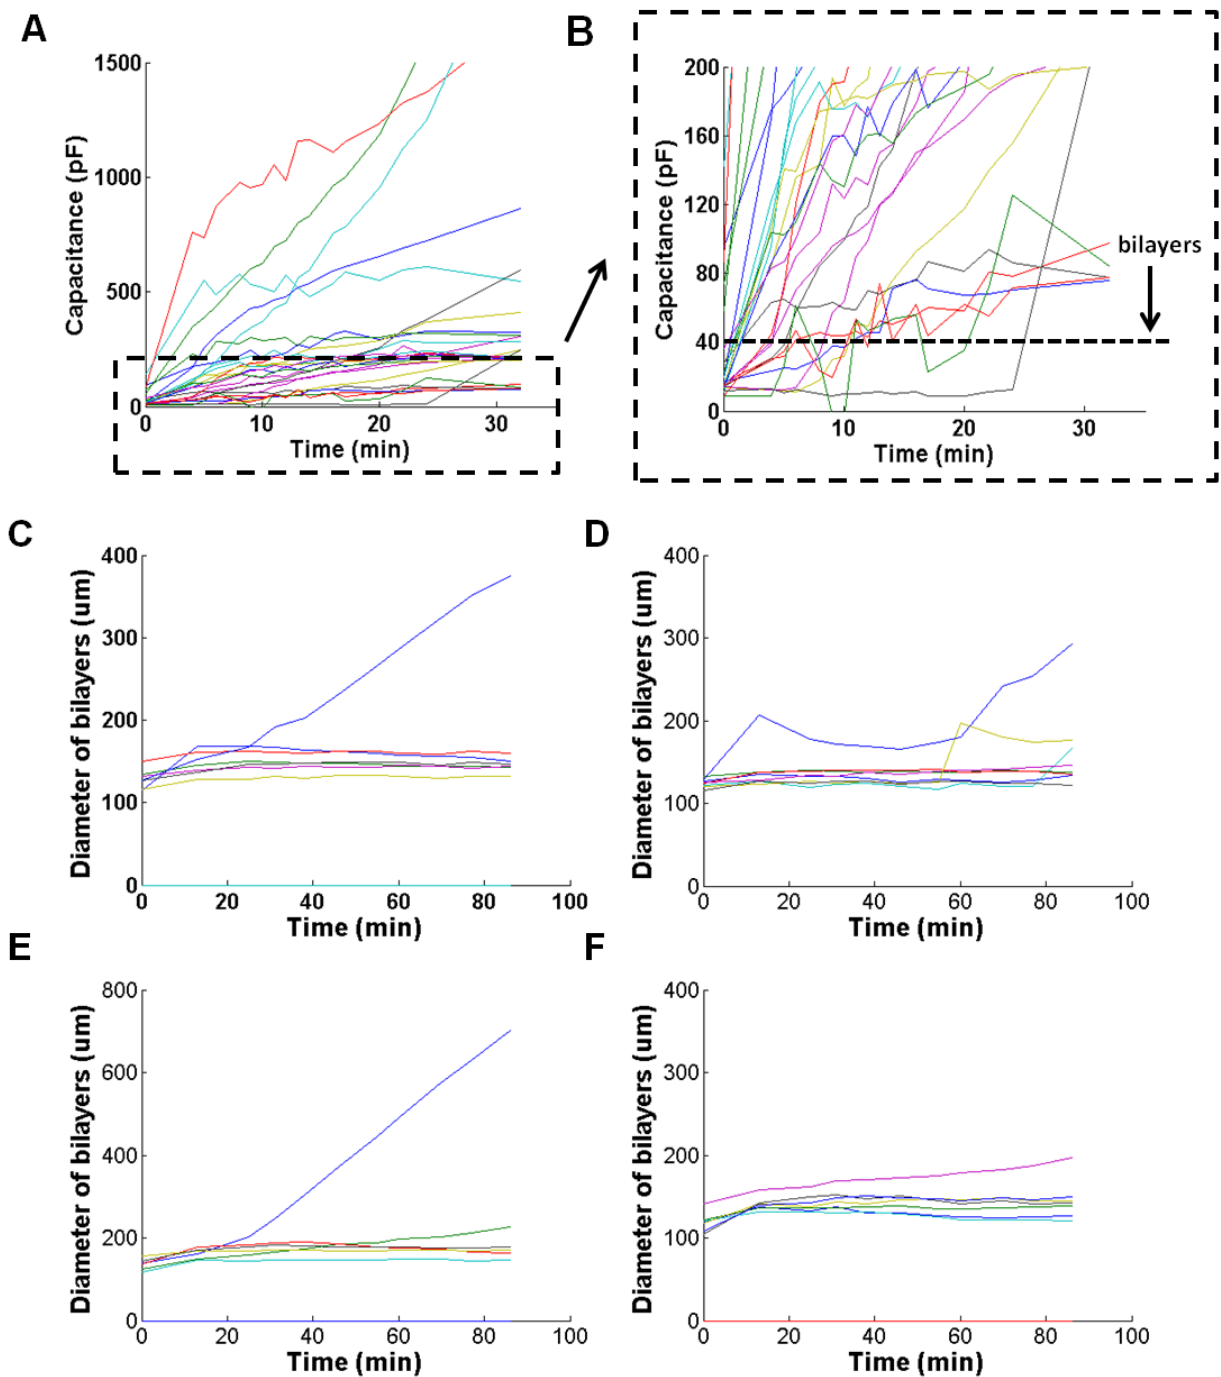 A
1500
1000
500
0
Capacitance (pF)
0 10 20 30
Time (min)
B
200
160
120
80
40
0
Capacitance (pF)
bilayers
0 10 20 30
Time (min)
C
400
300
200
100
0
Diameter of bilayers (um)
0 20 40 60 80 100
Time (min)
D
400
300
200
100
0
Diameter of bilayers (um)
0 20 40 60 80 100
Time (min)
E
800
600
400
200
0
Diameter of bilayers (um)
0 20 40 60 80 100
Time (min)
F
400
300
200
100
0
Diameter of bilayers (um)
0 20 40 60 80 100
Time (min)